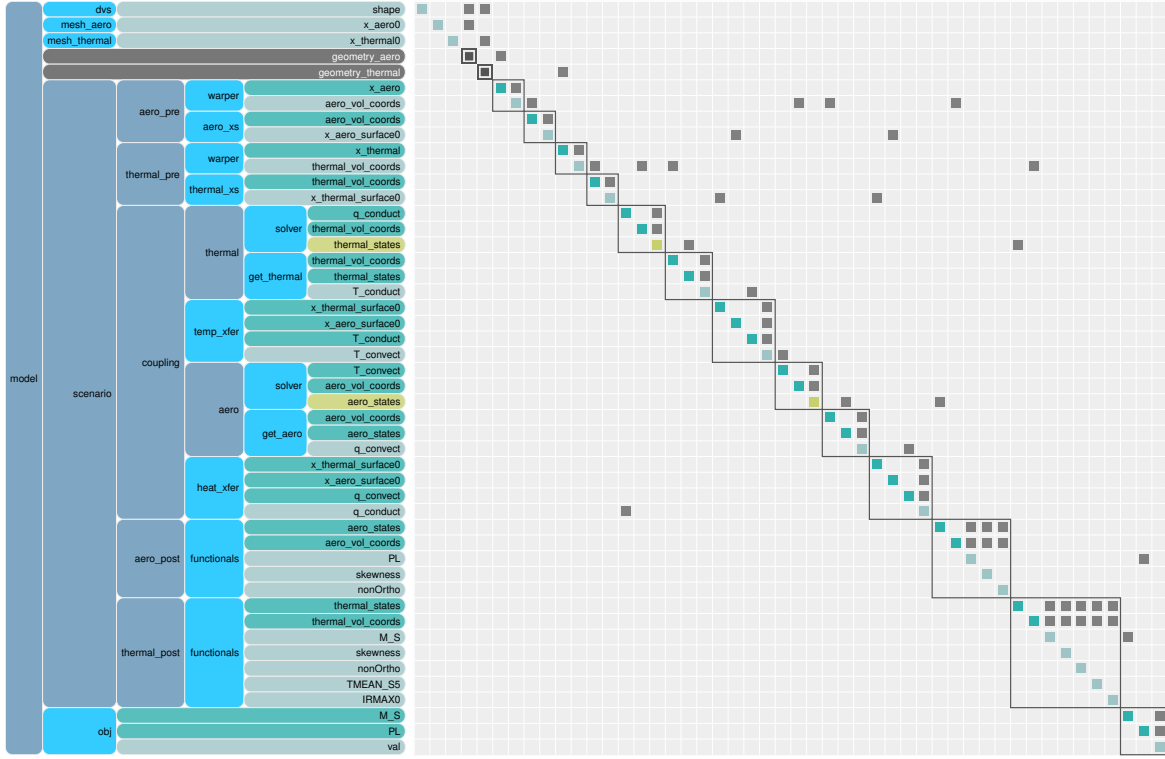 dvs shape
mesh_aero x_aero0
mesh_thermal x_thermal0
geometry_aero
geometry_thermal
x_aero
warper
aero_vol_coords
aero_pre
aero_vol_coords
aero_xs
x_aero_surface0
x_thermal
warper
thermal_vol_coords
thermal_pre
thermal_vol_coords
thermal_xs
x_thermal_surface0
q_conduct
solver thermal_vol_coords
thermal_states
thermal
thermal_vol_coords
get_thermal thermal_states
T_conduct
x_thermal_surface0
x_aero_surface0
temp_xfer
T_conduct
T_convect
coupling
T_convect
model
solver aero_vol_coords
scenario
aero_states
aero
aero_vol_coords
get_aero aero_states
q_convect
x_thermal_surface0
x_aero_surface0
heat_xfer
q_convect
q_conduct
aero_states
aero_vol_coords
aero_post functionals PL
skewness
nonOrtho
thermal_states
thermal_vol_coords
M_S
thermal_post functionals skewness
nonOrtho
TMEAN_S5
IRMAX0
M_S
obj PL
val